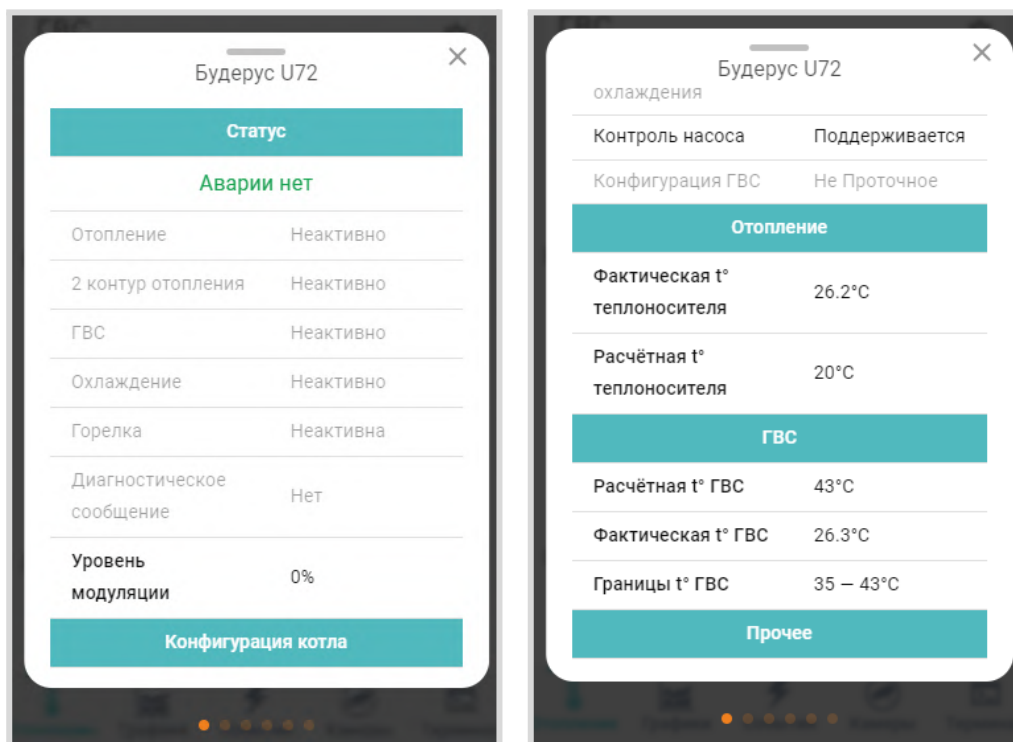 ГВС
Будерус U72
Статус
Аварии нет
Отопление Неактивно
2 контур отопления Неактивно
ГВС Неактивно
Охлаждение Неактивно
Горелка Неактивна
Диагностическое
сообщение
Нет
Уровень
модуляции
0%
Конфигурация котла
ГВС
Будерус U72
охлаждения
Контроль насоса Поддерживается
Конфигурация ГВС Не Проточное
Отопление
Фактическая t°
теплоносителя
26.2°C
Расчётная t°
теплоносителя
20°C
ГВС
Расчётная t° ГВС 43°C
Фактическая t° ГВС 26.3°C
Границы t° ГВС 35 — 43°C
Прочее